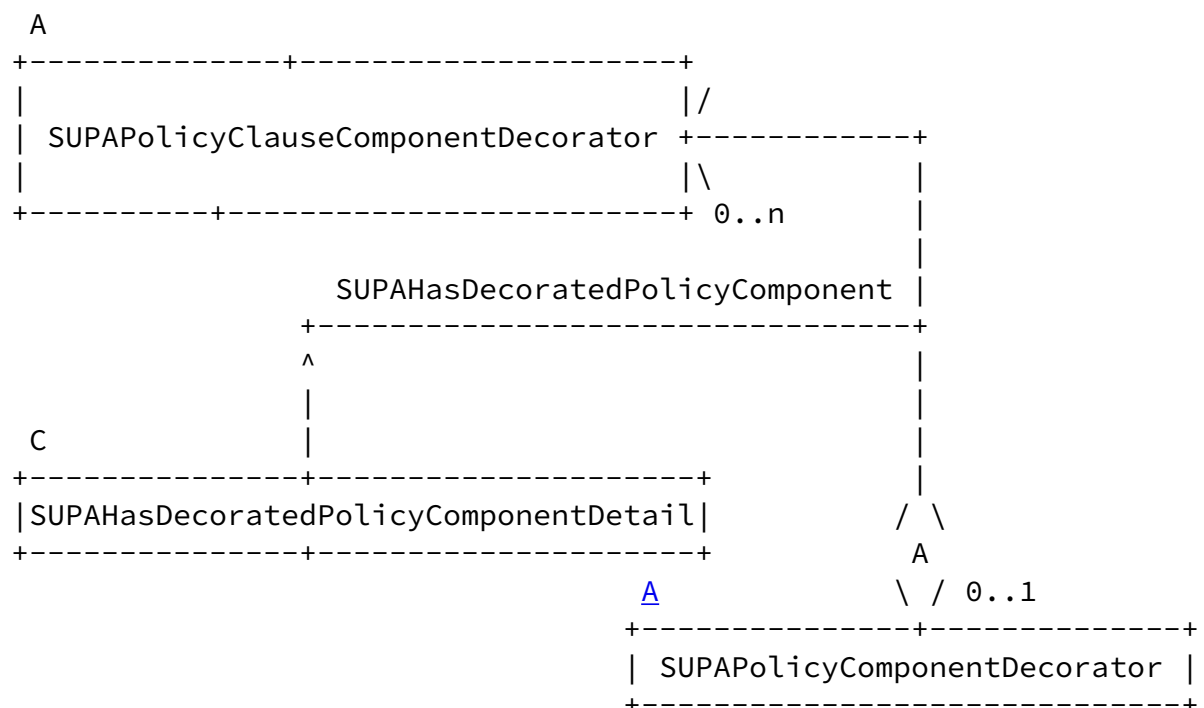 A
+--------------+---------------------+
|                                    |/
| SUPAPolicyClauseComponentDecorator +------------+
|                                    |\           |
+----------+-------------------------+ 0..n       |
                                                  |
                 SUPAHasDecoratedPolicyComponent |
               +---------------------------------+
               ^                                 |
               |                                 |
C              |                                 |
+---------------+---------------------+          |
|SUPAHasDecoratedPolicyComponentDetail|         / \
+---------------+---------------------+          A
                                  A             \ / 0..1
                                 +---------------+--------------+
                                 | SUPAPolicyComponentDecorator |
                                 +------------------------------+